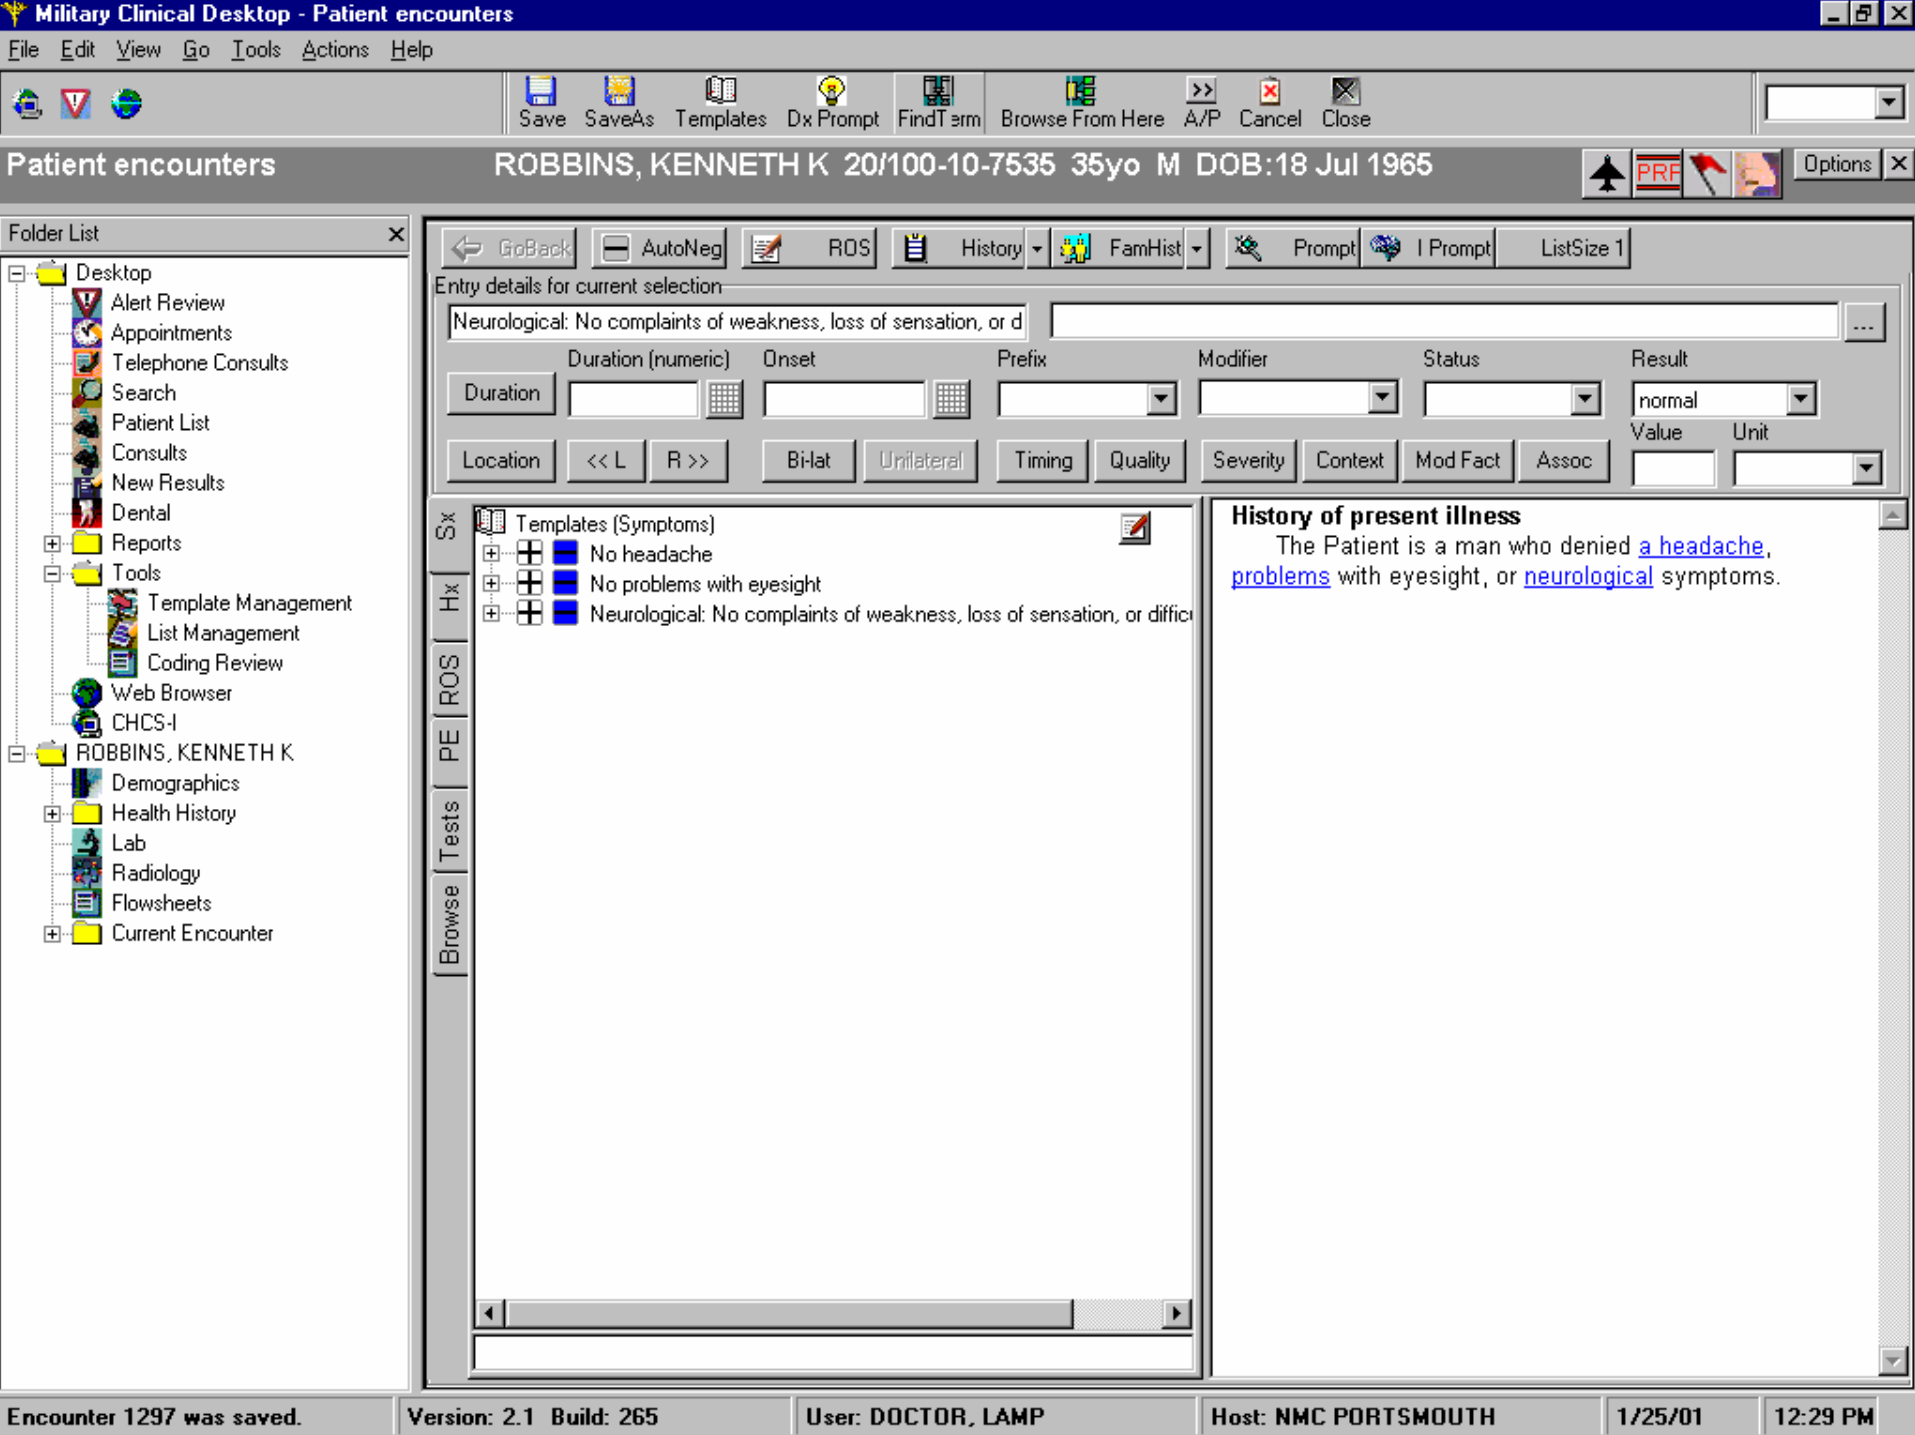 Military Clinical Desktop - Patient encounters
File Edit View Go Tools Actions Help
Save SaveAs Templates Dx Prompt FindTerm Browse From Here A/P Cancel Close
Patient encounters ROBBINS, KENNETH K 20/100-10-7535 35yo M DOB:18 Jul 1965 PRP Options
Folder List
Desktop
Alert Review
Appointments
Telephone Consults
Search
Patient List
Consults
New Results
Dental
Reports
Tools
Template Management
List Management
Coding Review
Web Browser
CHCS-I
ROBBINS, KENNETH K
Demographics
Health History
Lab
Radiology
Flowsheets
Current Encounter
GoBack AutoNeg ROS History FamHist Prompt I Prompt ListSize 1
Entry details for current selection
Neurological: No complaints of weakness, loss of sensation, or d ...
Duration (numeric) Onset Prefix Modifier Status Result
Duration normal
Value Unit
Location << L R >> Bi-lat Unilateral Timing Quality Severity Context Mod Fact Assoc
Sx
Hx
ROS
PE
Tests
Browse
Templates (Symptoms)
No headache
No problems with eyesight
Neurological: No complaints of weakness, loss of sensation, or diffic
History of present illness
The Patient is a man who denied a headache,
problems with eyesight, or neurological symptoms.
Encounter 1297 was saved. Version: 2.1 Build: 265 User: DOCTOR, LAMP Host: NMC PORTSMOUTH 1/25/01 12:29 PM